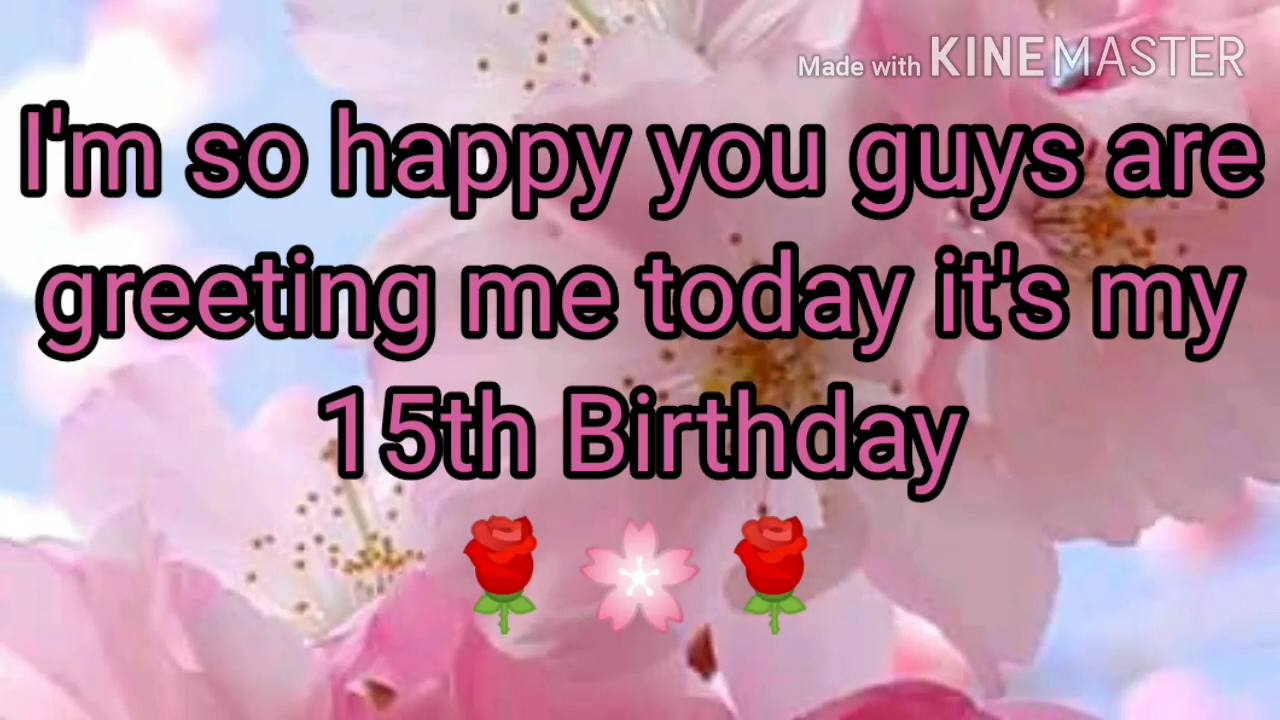 Made with KINEMASTER
I'm so happy you guys are
greeting me today it's my
15th Birthday
🌹🌸🌹